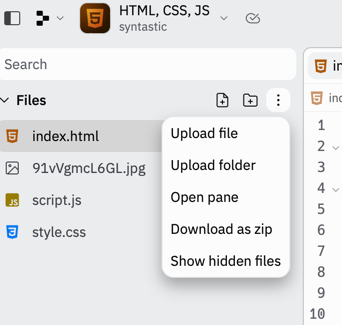 HTML, CSS, JS
syntastic
Search
Files
index.html
91vVgmcL6GL.jpg
JS script.js
style.css
Upload file
Upload folder
Open pane
Download as zip
Show hidden files
in
ind
1
2
3
4
5
6
7
8
9
10